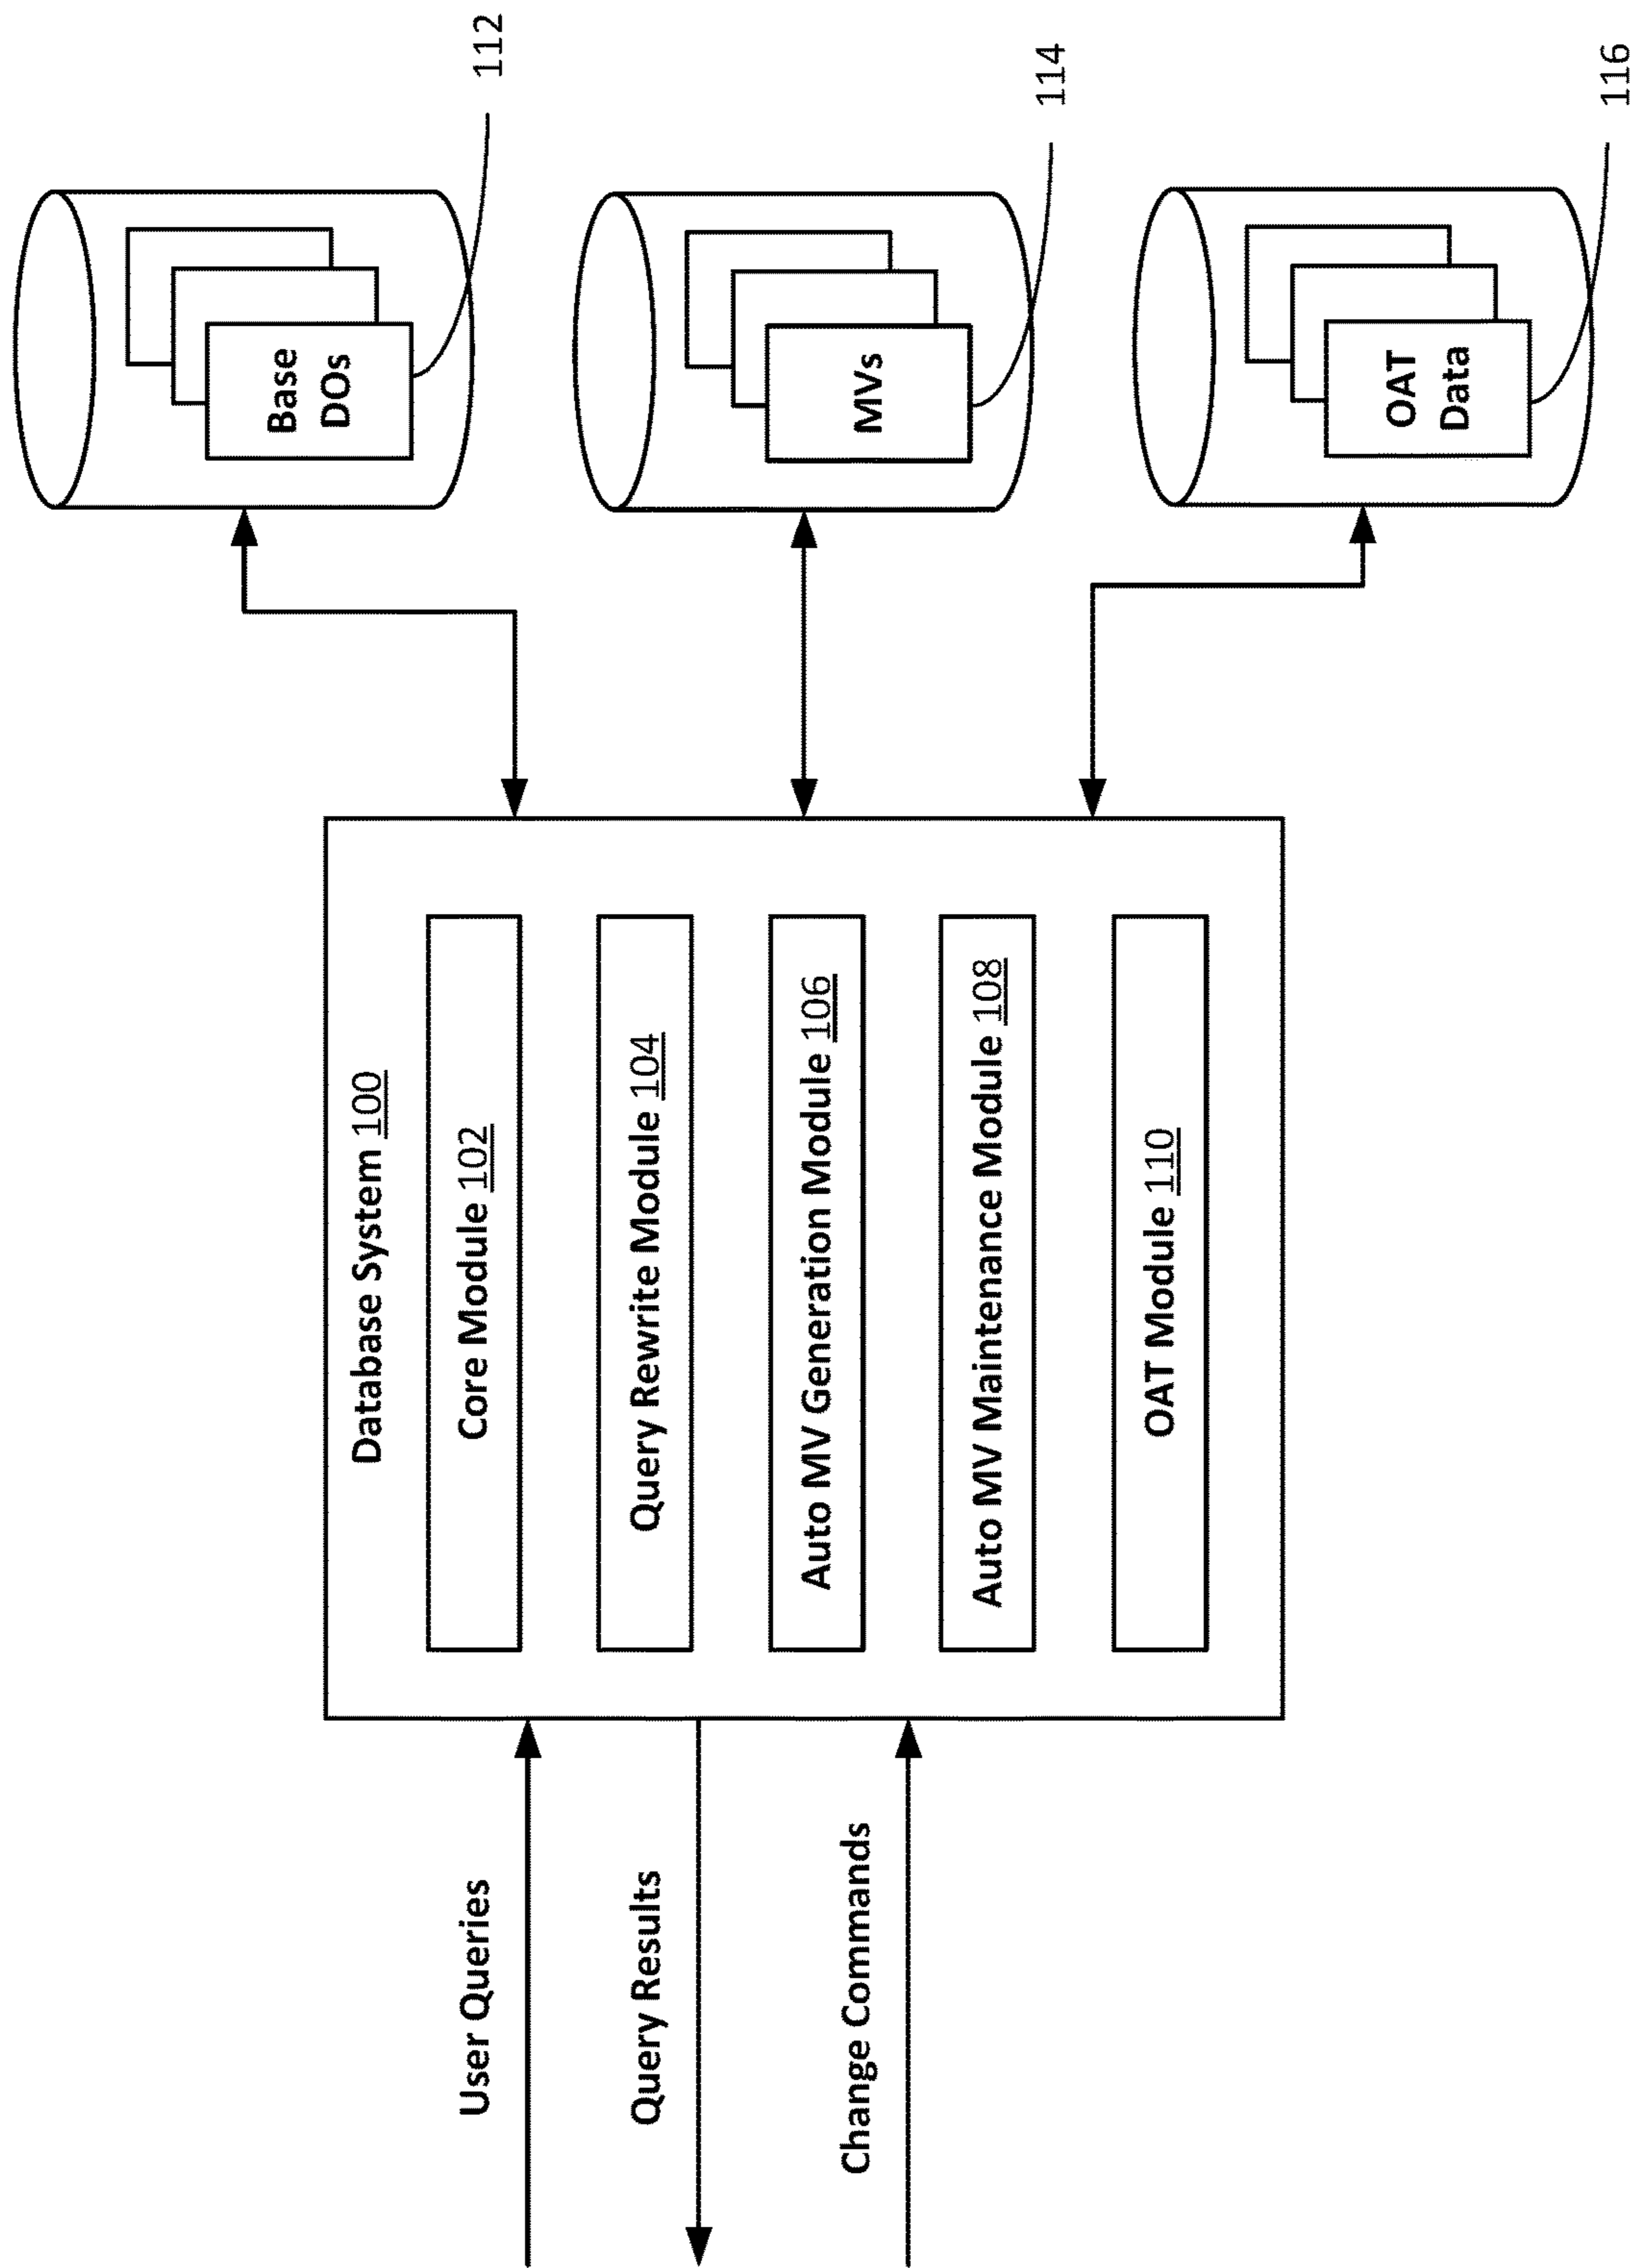 User Queries
Query Results
Change Commands
Database System 100
Core Module 102
Query Rewrite Module 104
Auto MV Generation Module 106
Auto MV Maintenance Module 108
OAT Module 110
Base
DOs
112
MVs
114
OAT
Data
116